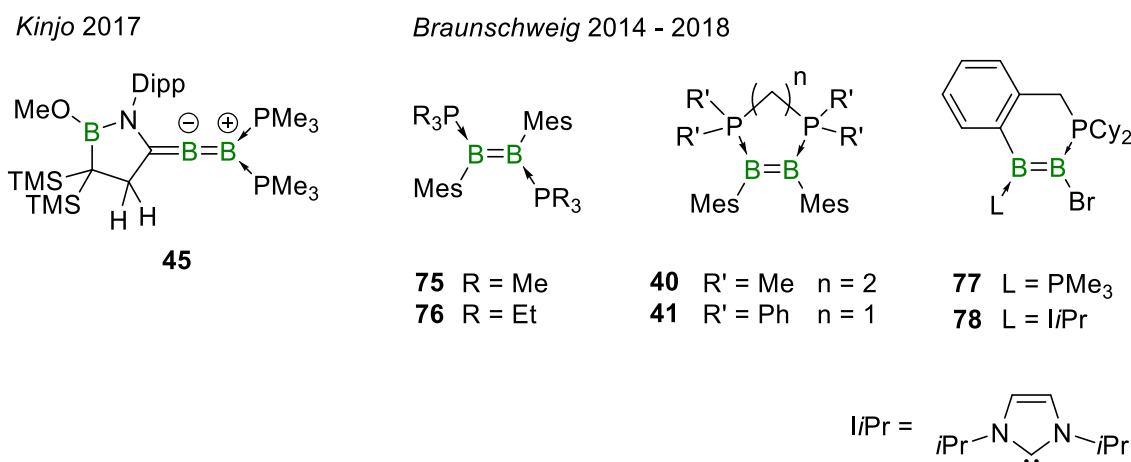 Kinjo 2017
Braunschweig 2014 - 2018
Dipp
MeO
N
B
⊖
⊕
B
B
PMe3
PMe3
TMS
TMS
H
H
45
R3P
Mes
B
B
Mes
PR3
75 R = Me
76 R = Et
n
R'
R'
P
P
R'
R'
B
B
Mes
Mes
40 R' = Me n = 2
41 R' = Ph n = 1
PCy2
B
B
L
Br
77 L = PMe3
78 L = IiPr
IiPr =
iPr
N
N
iPr